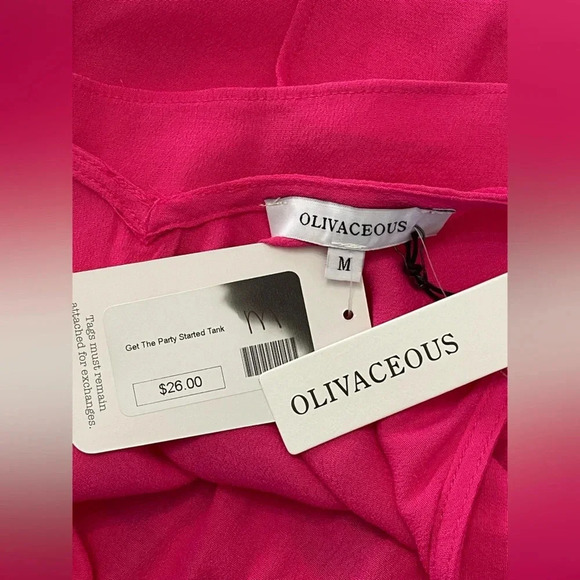 OLIVACEOUS
M
Get The Party Started Tank
m
$26.00
Tags must remain
attached for exchanges.
OLIVACEOUS